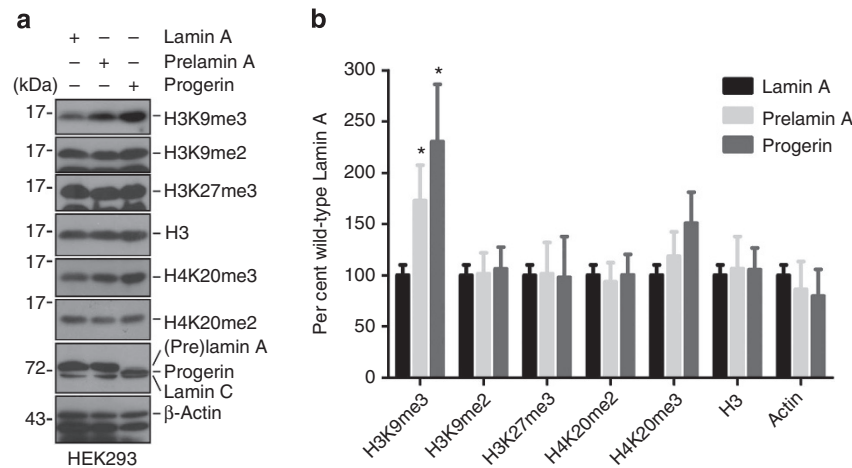 a
+ – – Lamin A
– + – Prelamin A
(kDa) – – + Progerin
17- -H3K9me3
17- -H3K9me2
17- -H3K27me3
17- -H3
17- -H4K20me3
17- -H4K20me2
(Pre)lamin A
72- Progerin
Lamin C
43- -β-Actin
HEK293
b
Per cent wild-type Lamin A
300
250
200
150
100
50
0
* *
Lamin A
Prelamin A
Progerin
H3K9me3
H3K9me2
H3K27me3
H4K20me2
H4K20me3
H3
Actin